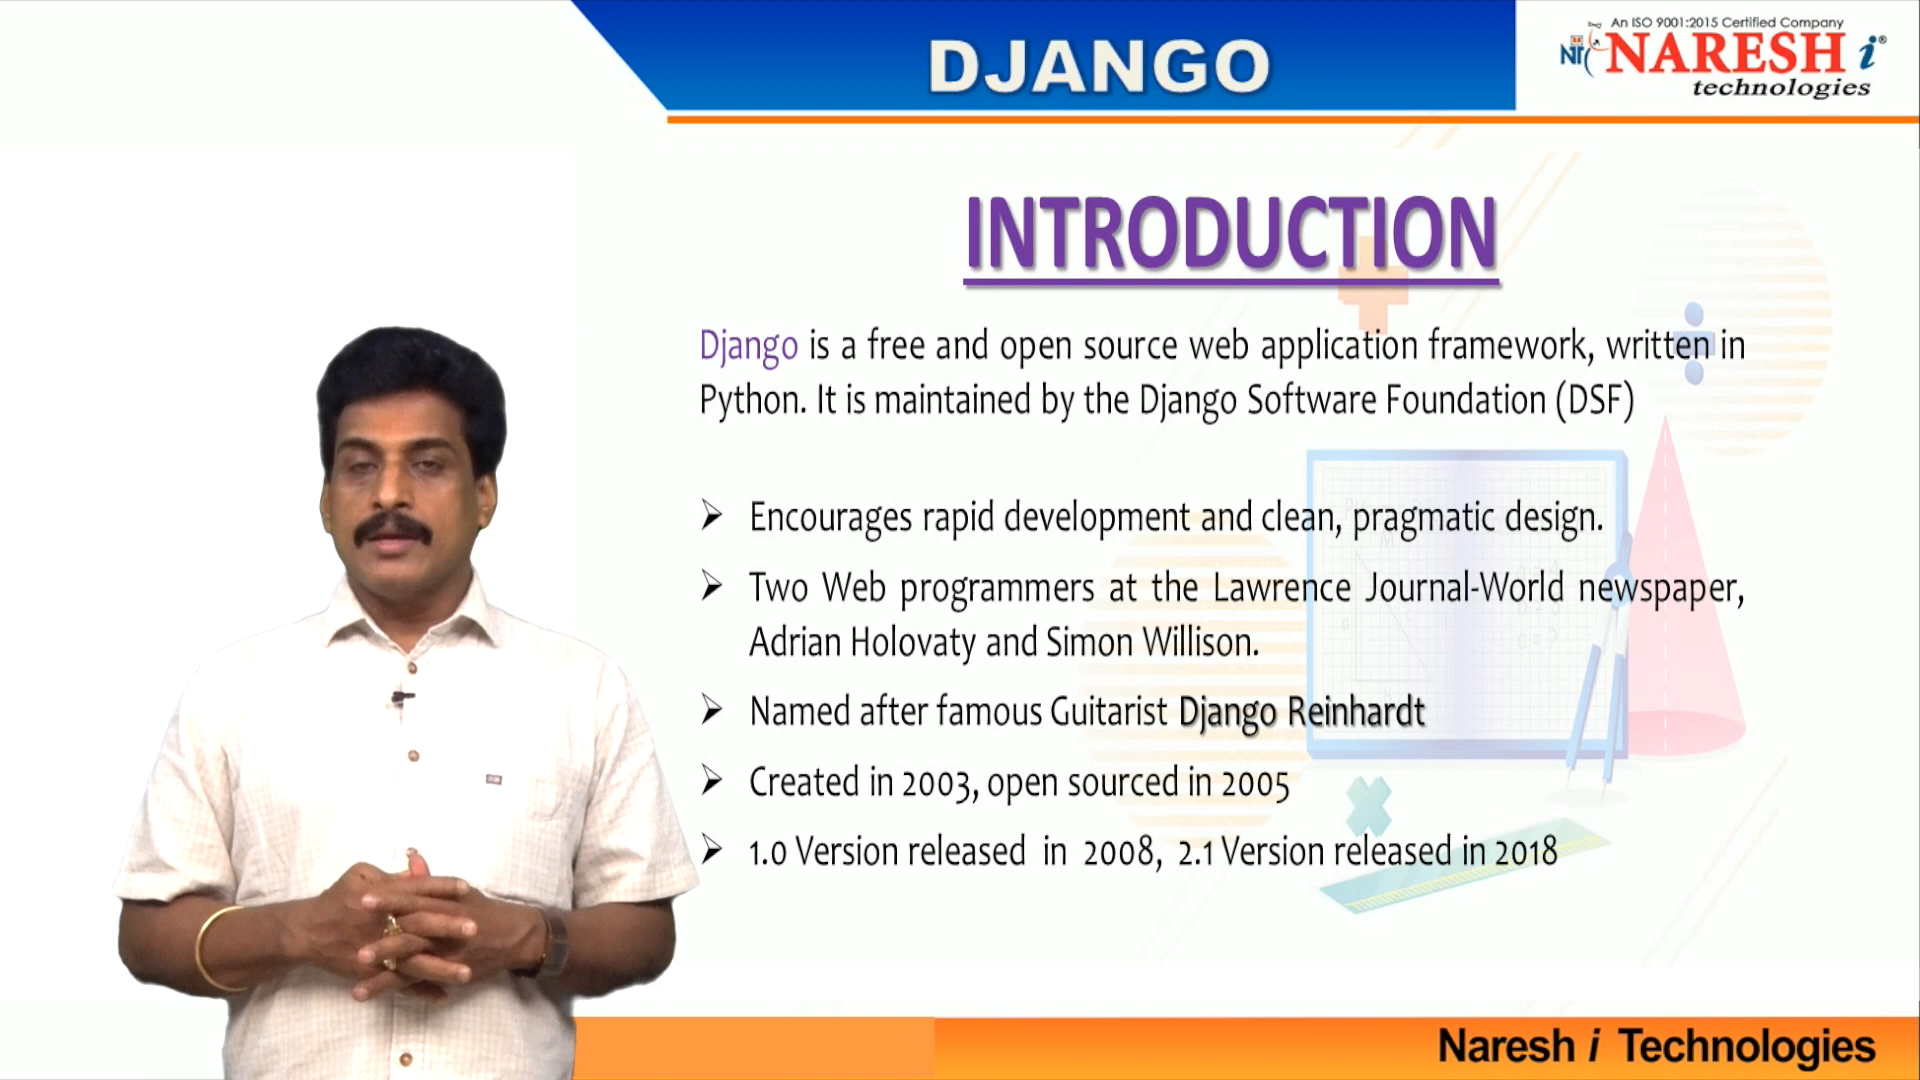 DJANGO
An ISO 9001:2015 Certified Company
NARESH i®
technologies
INTRODUCTION
Django is a free and open source web application framework, written in
Python. It is maintained by the Django Software Foundation (DSF)
➢ Encourages rapid development and clean, pragmatic design.
➢ Two Web programmers at the Lawrence Journal-World newspaper,
Adrian Holovaty and Simon Willison.
➢ Named after famous Guitarist Django Reinhardt
➢ Created in 2003, open sourced in 2005
➢ 1.0 Version released in 2008, 2.1 Version released in 2018
Naresh i Technologies